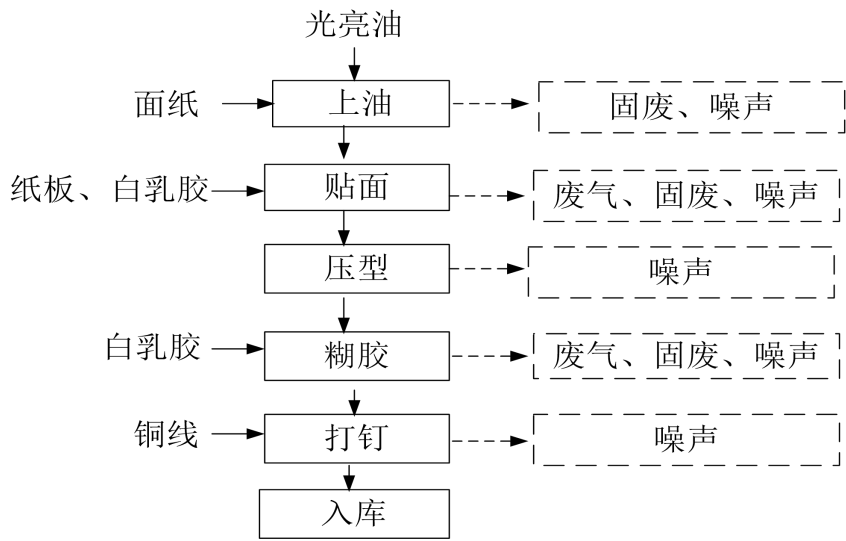 光亮油
面纸
上油
固废、噪声
纸板、白乳胶
贴面
废气、固废、噪声
压型
噪声
白乳胶
糊胶
废气、固废、噪声
铜线
打钉
噪声
入库